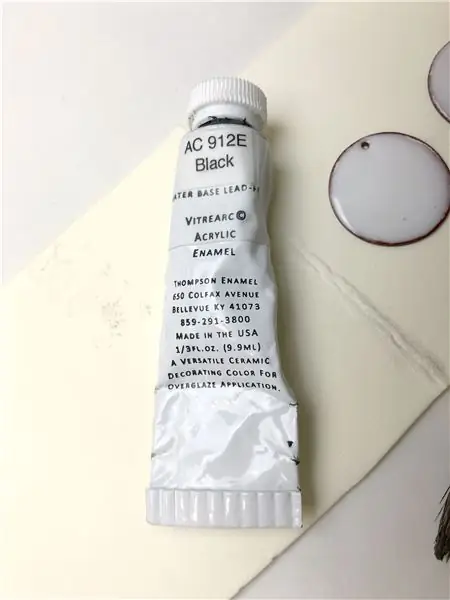 AC 912E
Black
WATER BASE LEAD-
VITREARC©
ACRYLIC
ENAMEL
THOMPSON ENAMEL
650 COLFAX AVENUE
BELLEVUE KY 41073
859-291-3800
MADE IN THE USA
1/3FL.OZ. (9.9ML)
A VERSATILE CERAMIC
DECORATING COLOR FOR
OVERGLAZE APPLICATION.